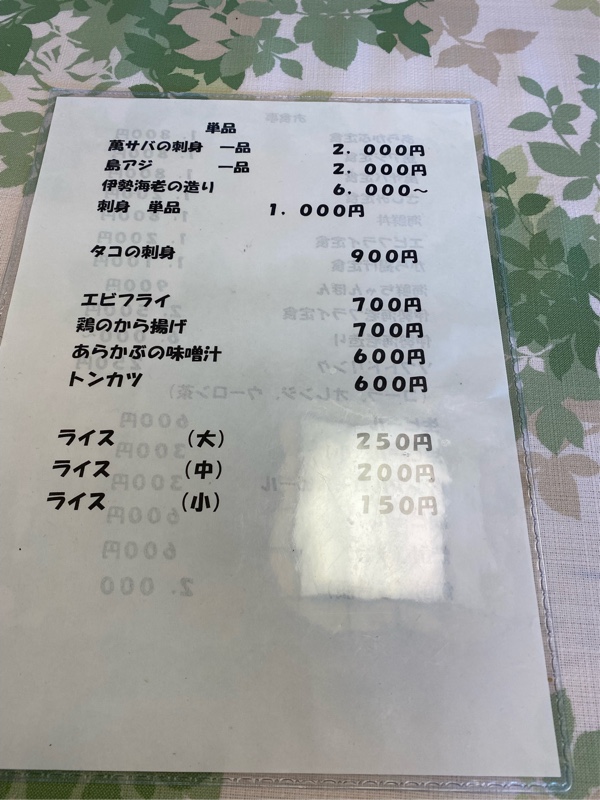 単品
萬サバの刺身 一品 2.000円
島アジ 一品 2.000円
伊勢海老の造り 6.000~
刺身 単品 1.000円
タコの刺身 900円
エビフライ 700円
鶏のから揚げ 700円
あらかぶの味噌汁 600円
トンカツ 600円
ライス (大) 250円
ライス (中) 200円
ライス (小) 150円